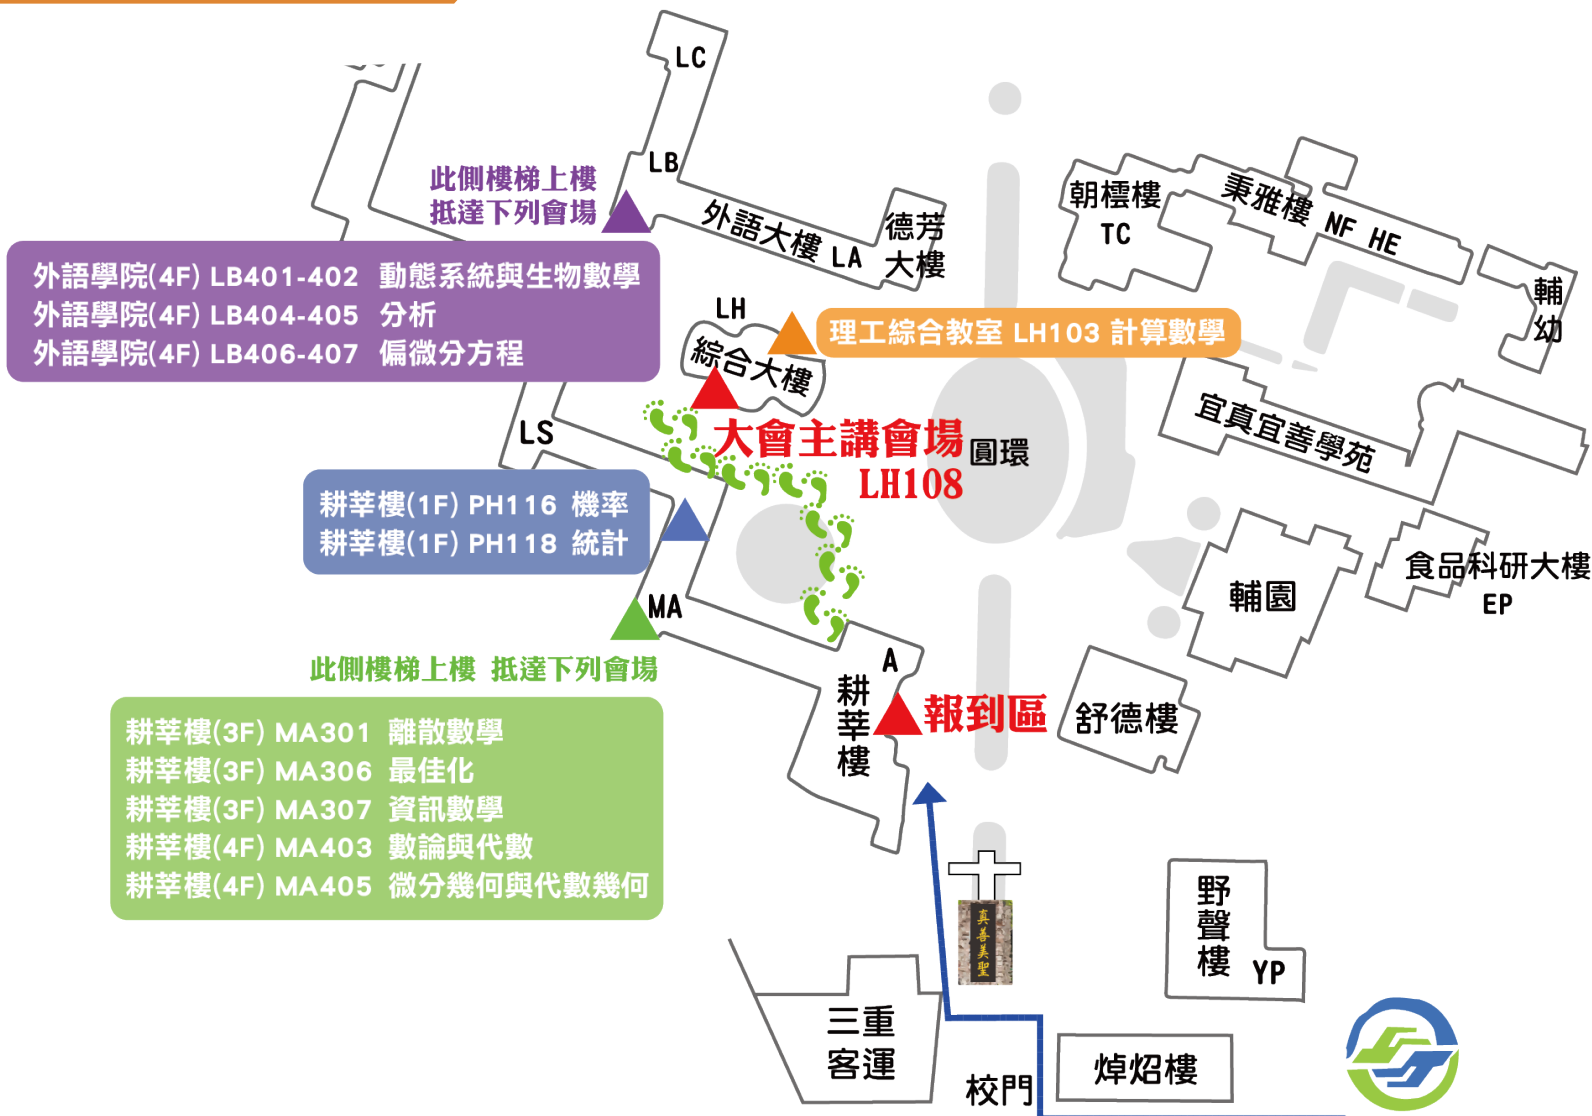 LC
LB
此側樓梯上樓
抵達下列會場
外語學院(4F) LB401-402 動態系統與生物數學
外語學院(4F) LB404-405 分析
外語學院(4F) LB406-407 偏微分方程
外語大樓 LA
德芳
大樓
朝橒樓
TC
秉雅樓 NF HE
輔
幼
LH
綜合大樓
理工綜合教室 LH103 計算數學
大會主講會場
LH108
圓環
宜真宜善學苑
LS
耕莘樓(1F) PH116 機率
耕莘樓(1F) PH118 統計
MA
此側樓梯上樓 抵達下列會場
耕莘樓(3F) MA301 離散數學
耕莘樓(3F) MA306 最佳化
耕莘樓(3F) MA307 資訊數學
耕莘樓(4F) MA403 數論與代數
耕莘樓(4F) MA405 微分幾何與代數幾何
A
耕莘樓
報到區
輔園
食品科研大樓
EP
舒德樓
真善美聖
野聲樓
YP
三重
客運
校門
焯炤樓